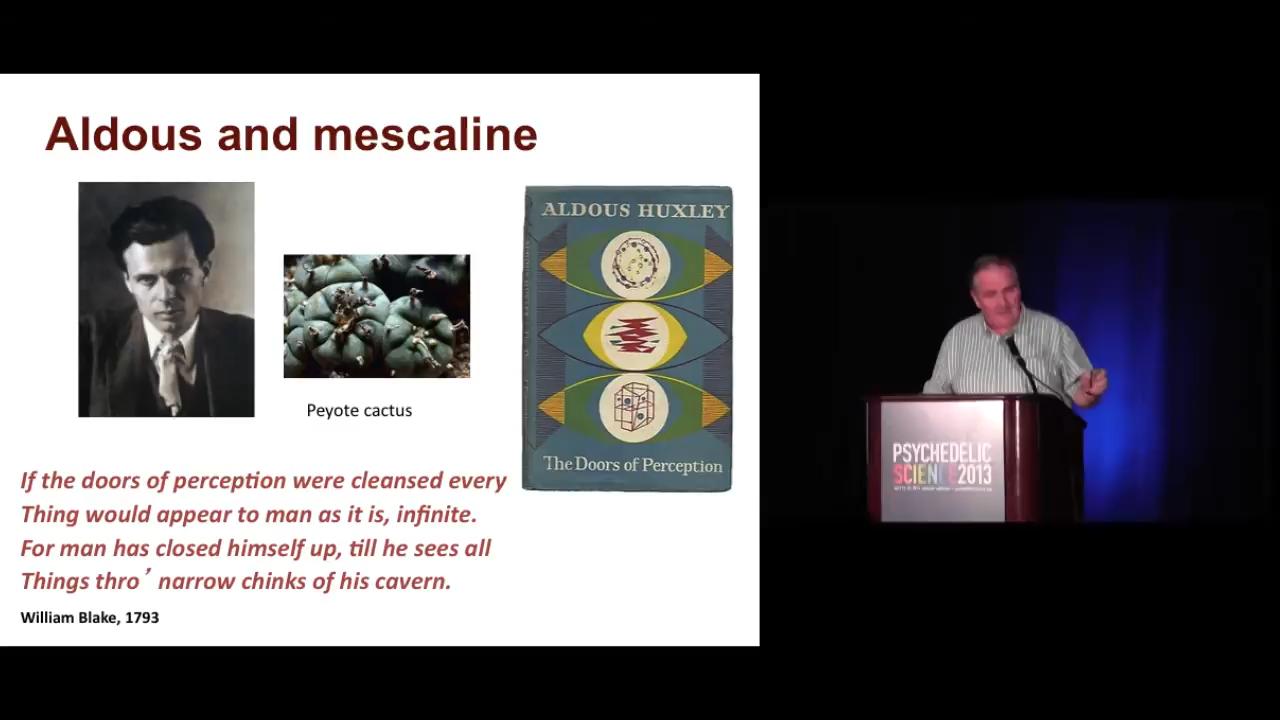 Aldous and mescaline
ALDOUS HUXLEY
The Doors of Perception
Peyote cactus
If the doors of perception were cleansed every
Thing would appear to man as it is, infinite.
For man has closed himself up, till he sees all
Things thro’ narrow chinks of his cavern.
William Blake, 1793
PSYCHEDELIC
SCIENCE 2013